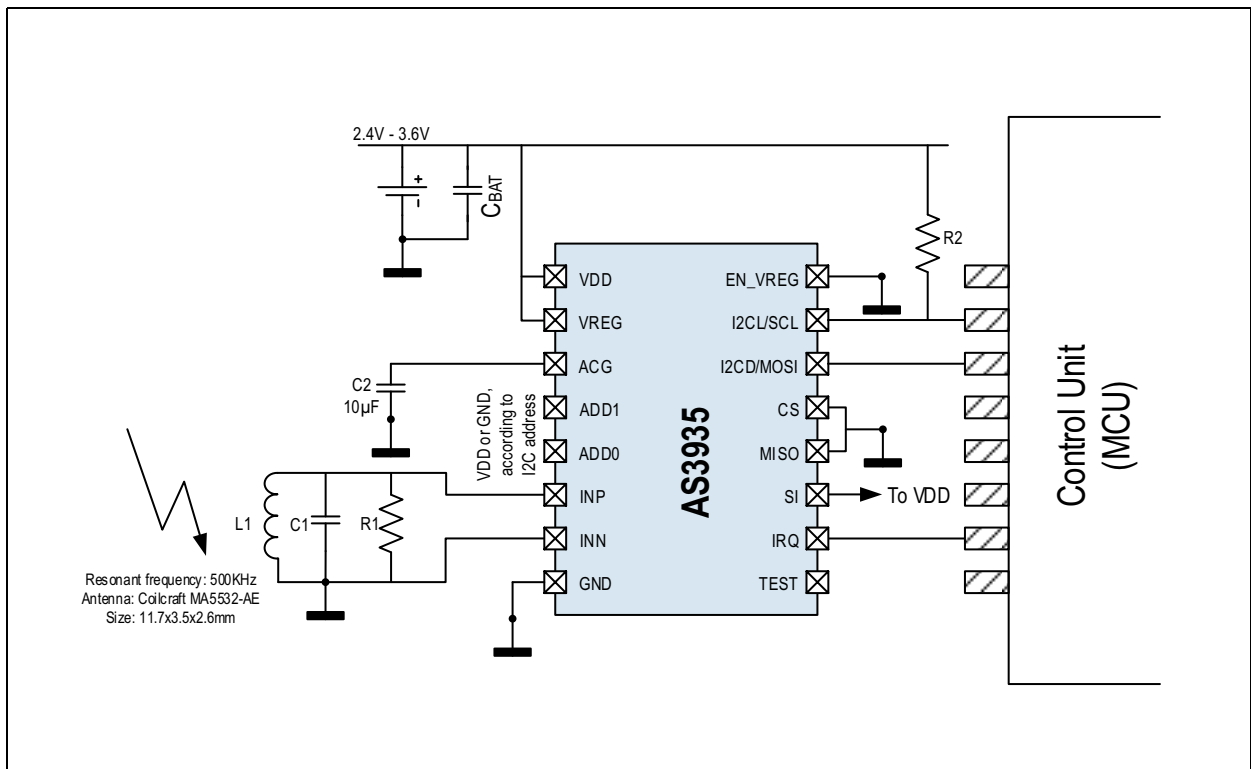 2.4V - 3.6V
+
-
CBAT
R2
VDD
VREG
ACG
ADD1
ADD0
INP
INN
GND
EN_VREG
I2CL/SCL
I2CD/MOSI
CS
MISO
SI
IRQ
TEST
AS3935
C2
10µF
VDD or GND,
according to
I2C address
To VDD
L1
C1
R1
Resonant frequency: 500KHz
Antenna: Coilcraft MA5532-AE
Size: 11.7x3.5x2.6mm
Control Unit
(MCU)